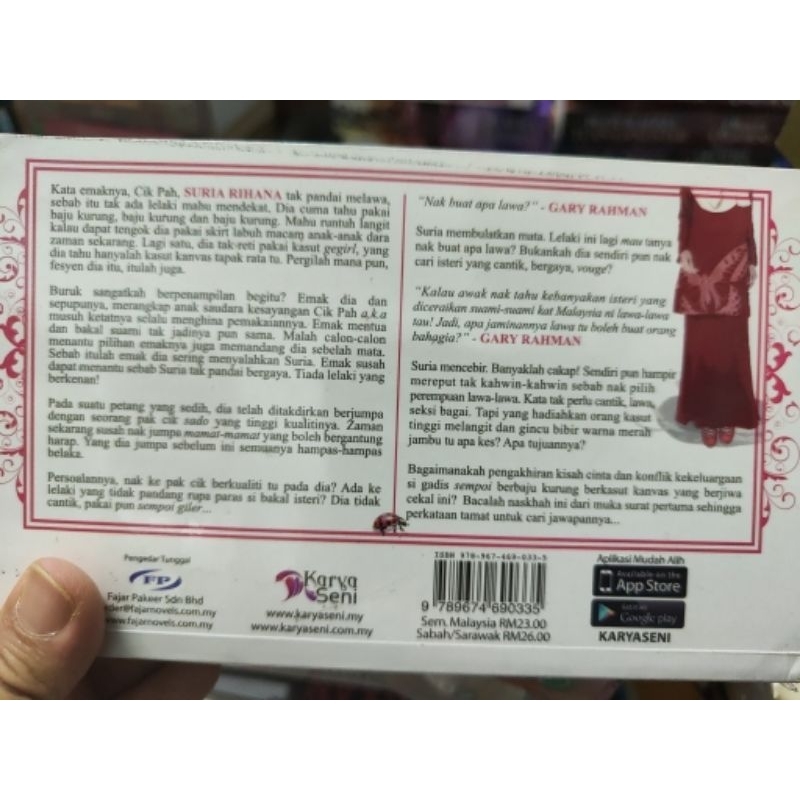 Kata emaknya, Cik Pah, SURIA RIHANA tak pandai melawa,
sebab itu tak ada lelaki mahu mendekat. Dia cuma tahu pakai
baju kurung, baju kurung dan baju kurung. Mahu runtuh langit
kalau dapat tengok dia pakai skirt labuh macam anak-anak dara
zaman sekarang. Lagi satu, dia tak reti pakai kasut gegirl, yang
dia tahu hanyalah kasut kanvas tapak rata tu. Pergilah mana pun,
fesyen dia itu, itulah juga.
Buruk sangatkah berpenampilan begitu? Emak dia dan
sepupunya, merangkap anak saudara kesayangan Cik Pah a.k.a
musuh ketatnya selalu menghina pemakaiannya. Emak mentua
dan bakal suami tak jadinya pun sama. Malah calon-calon
menantu pilihan emaknya juga memandang dia sebelah mata.
Sebab itulah emak dia sering menyalahkan Suria. Emak susah
dapat menantu sebab Suria tak pandai bergaya. Tiada lelaki yang
berkenan!
Pada suatu petang yang sedih, dia telah ditakdirkan berjumpa
dengan seorang pak cik sado yang tinggi kualitinya. Zaman
sekarang susah nak jumpa mamat-mamat yang boleh bergantung
harap. Yang dia jumpa sebelum ini semuanya hampas-hampas
belaka.
Persoalannya, nak ke pak cik berkualiti tu pada dia? Ada ke
lelaki yang tidak pandang rupa paras si bakal isteri? Dia tidak
cantik, pakai pun sempoi giler...
"Nak buat apa lawa?" - GARY RAHMAN
Suria membulatkan mata. Lelaki ini lagi mau tanya
nak buat apa lawa? Bukankah dia sendiri pun nak
cari isteri yang cantik, bergaya, vouge?
"Kalau awak nak tahu kebanyakan isteri yang
diceraikan suami-suami kat Malaysia ni lawa-lawa
tau! Jadi, apa jaminannya lawa tu boleh buat orang
bahagia?" - GARY RAHMAN
Suria mencebir. Banyaklah cakap! Sendiri pun hampir
mereput tak kahwin-kahwin sebab nak pilih
perempuan lawa-lawa. Kata tak perlu cantik, lawa,
seksi bagai. Tapi yang hadiahkan orang kasut
tinggi melangit dan gincu bibir warna merah
jambu tu apa kes? Apa tujuannya?
Bagaimanakah pengakhiran kisah cinta dan konflik kekeluargaan
si gadis sempoi berbaju kurung berkasut kanvas yang berjiwa
cekal ini? Bacalah naskhah ini dari muka surat pertama sehingga
perkataan tamat untuk cari jawapannya...
Pengedar Tunggal
FP
Fajar Pakeer Sdn Bhd
@fajarnovels.com.my
www.fajarnovels.com.my
Karya
Seni
www.karyaseni.my
www.karyaseni.com.my
ISBN 978-967-469-033-5
9 789674 690335
Sem. Malaysia RM23.00
Sabah/Sarawak RM26.00
Aplikasi Mudah Alih
Available on the
App Store
Google play
KARYASENI